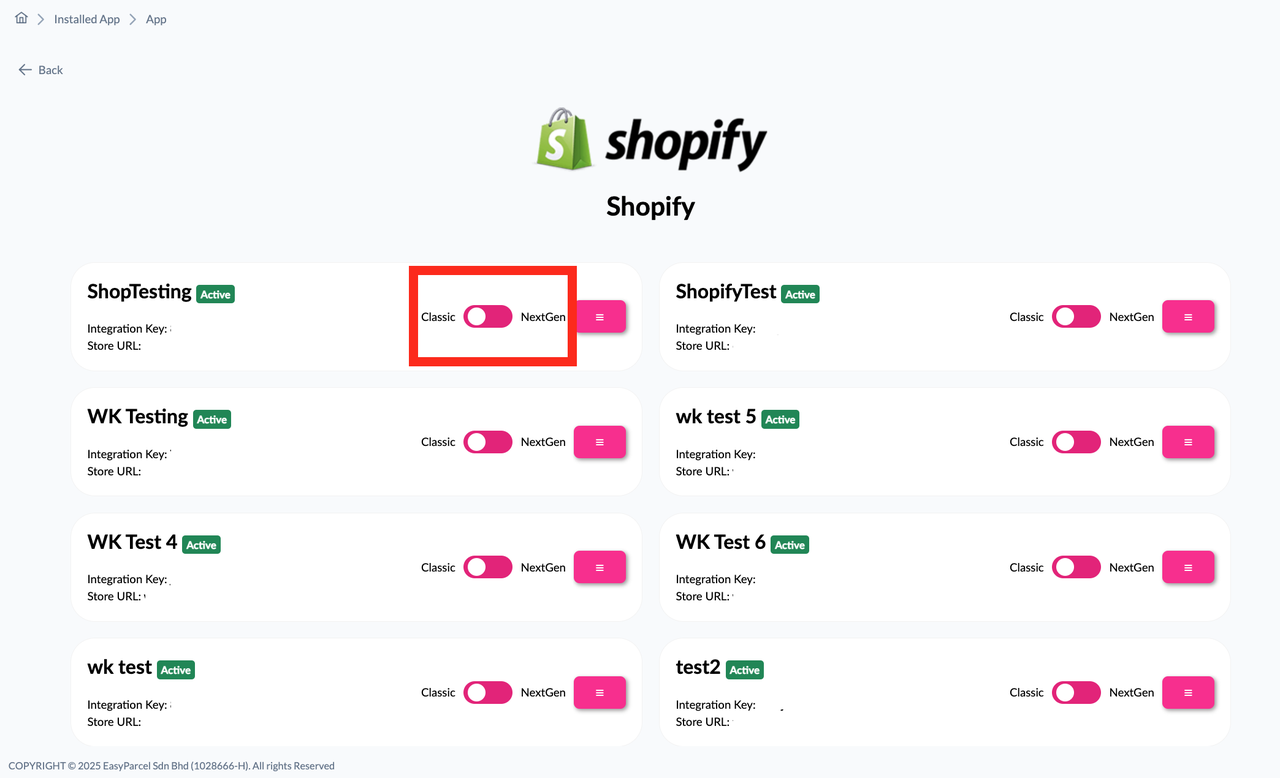 Installed App App
Back
shopify
Shopify
ShopTesting Active
Integration Key:
Store URL:
Classic NextGen
ShopifyTest Active
Integration Key:
Store URL:
Classic NextGen
WK Testing Active
Integration Key:
Store URL:
Classic NextGen
wk test 5 Active
Integration Key:
Store URL:
Classic NextGen
WK Test 4 Active
Integration Key:
Store URL:
Classic NextGen
WK Test 6 Active
Integration Key:
Store URL:
Classic NextGen
wk test Active
Integration Key:
Store URL:
Classic NextGen
test2 Active
Integration Key:
Store URL:
Classic NextGen
COPYRIGHT © 2025 EasyParcel Sdn Bhd (1028666-H). All rights Reserved